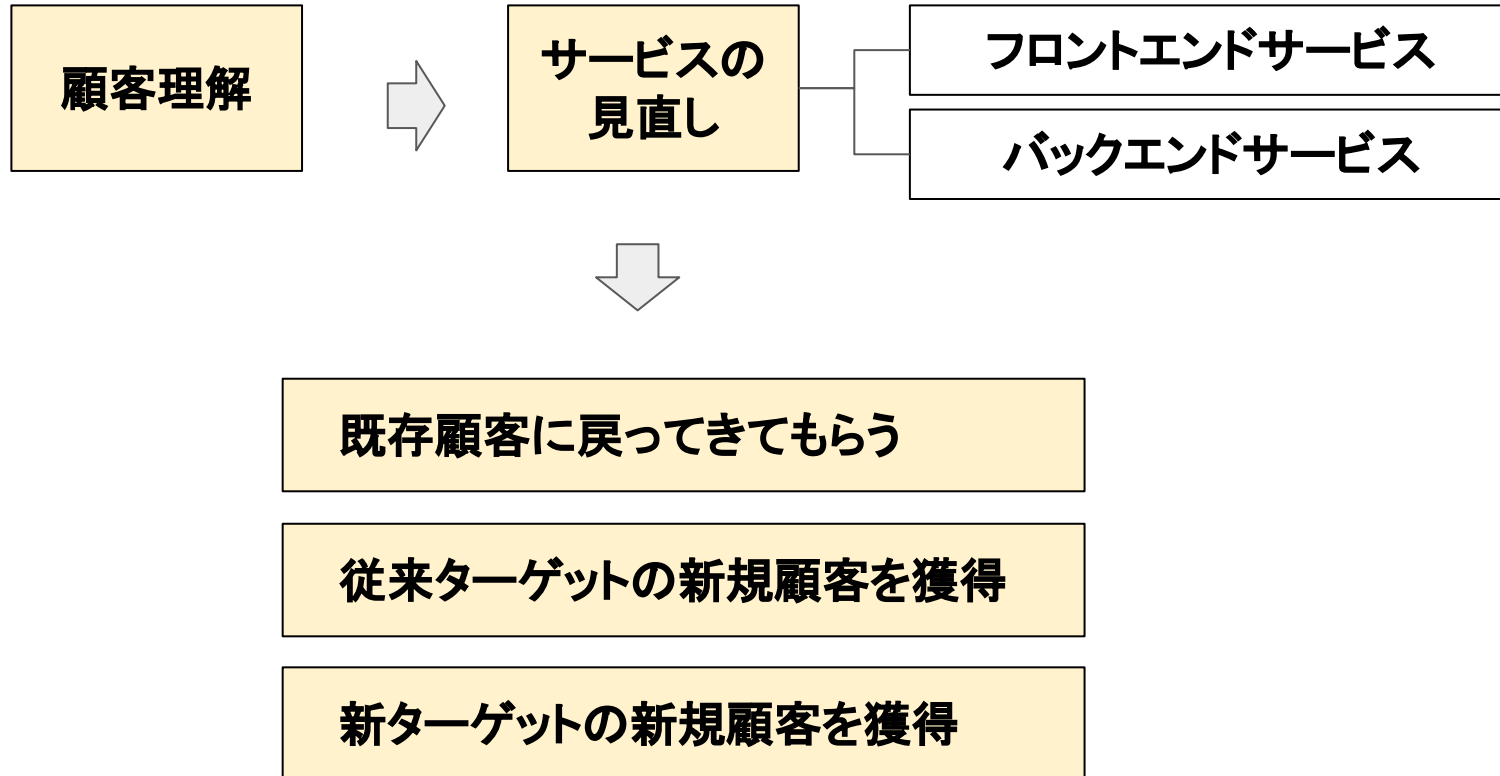 顧客理解
サービスの
見直し
フロントエンドサービス
バックエンドサービス
既存顧客に戻ってきてもらう
従来ターゲットの新規顧客を獲得
新ターゲットの新規顧客を獲得